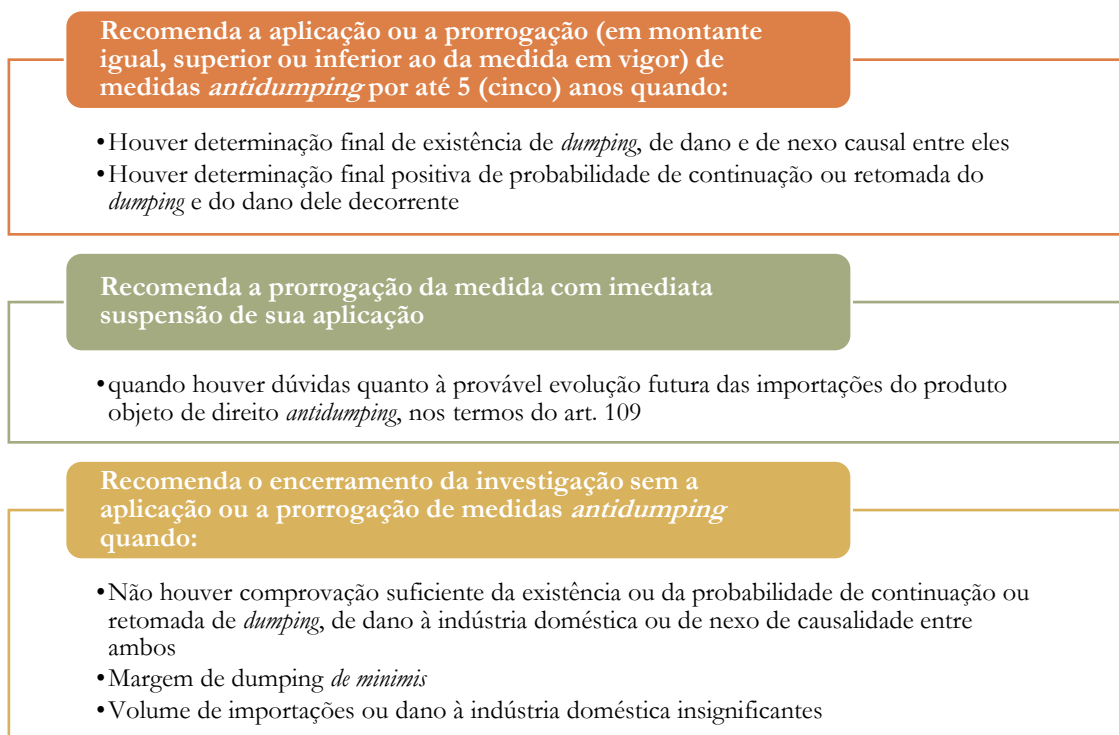 Recomenda a aplicação ou a prorrogação (em montante
igual, superior ou inferior ao da medida em vigor) de
medidas antidumping por até 5 (cinco) anos quando:
•Houver determinação final de existência de dumping, de dano e de nexo causal entre eles
•Houver determinação final positiva de probabilidade de continuação ou retomada do
dumping e do dano dele decorrente
Recomenda a prorrogação da medida com imediata
suspensão de sua aplicação
•quando houver dúvidas quanto à provável evolução futura das importações do produto
objeto de direito antidumping, nos termos do art. 109
Recomenda o encerramento da investigação sem a
aplicação ou a prorrogação de medidas antidumping
quando:
•Não houver comprovação suficiente da existência ou da probabilidade de continuação ou
retomada de dumping, de dano à indústria doméstica ou de nexo de causalidade entre
ambos
•Margem de dumping de minimis
•Volume de importações ou dano à indústria doméstica insignificantes